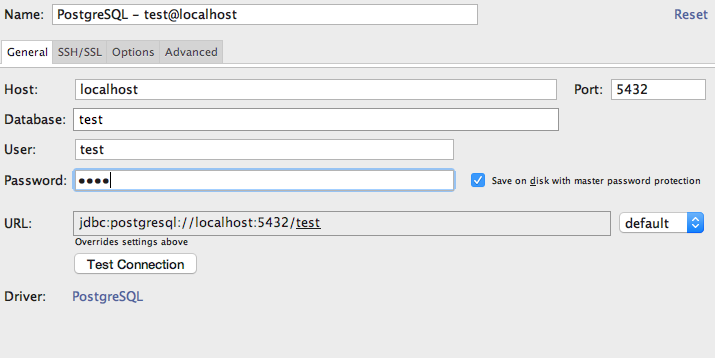 Name: PostgreSQL – test@localhost Reset
General SSH/SSL Options Advanced
Host: localhost Port: 5432
Database: test
User: test
Password: ••••  Save on disk with master password protection
URL: jdbc:postgresql://localhost:5432/test default
Overrides settings above
Test Connection
Driver: PostgreSQL